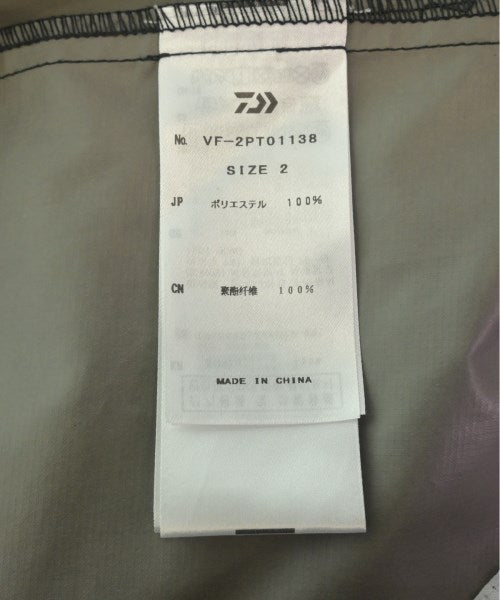 No. VF-2PT01138
SIZE 2
JP ポリエステル 100%
CN 聚酯纤维 100%
MADE IN CHINA